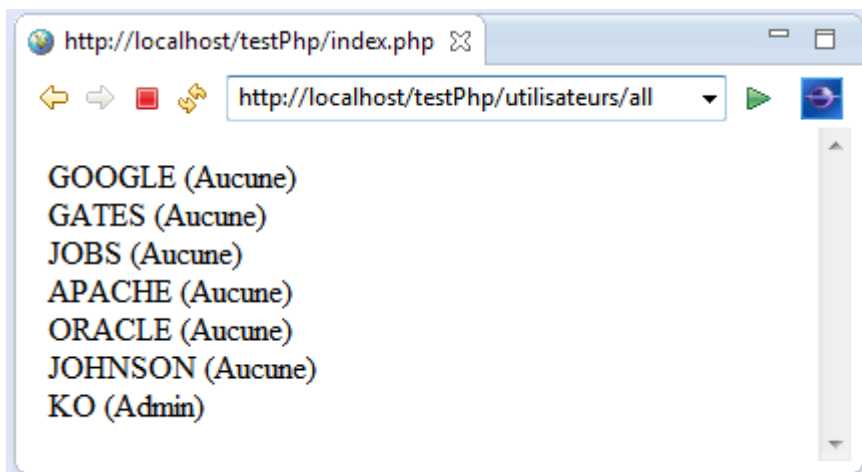 http://localhost/testPhp/index.php
http://localhost/testPhp/utilisateurs/all
GOOGLE (Aucune)
GATES (Aucune)
JOBS (Aucune)
APACHE (Aucune)
ORACLE (Aucune)
JOHNSON (Aucune)
KO (Admin)